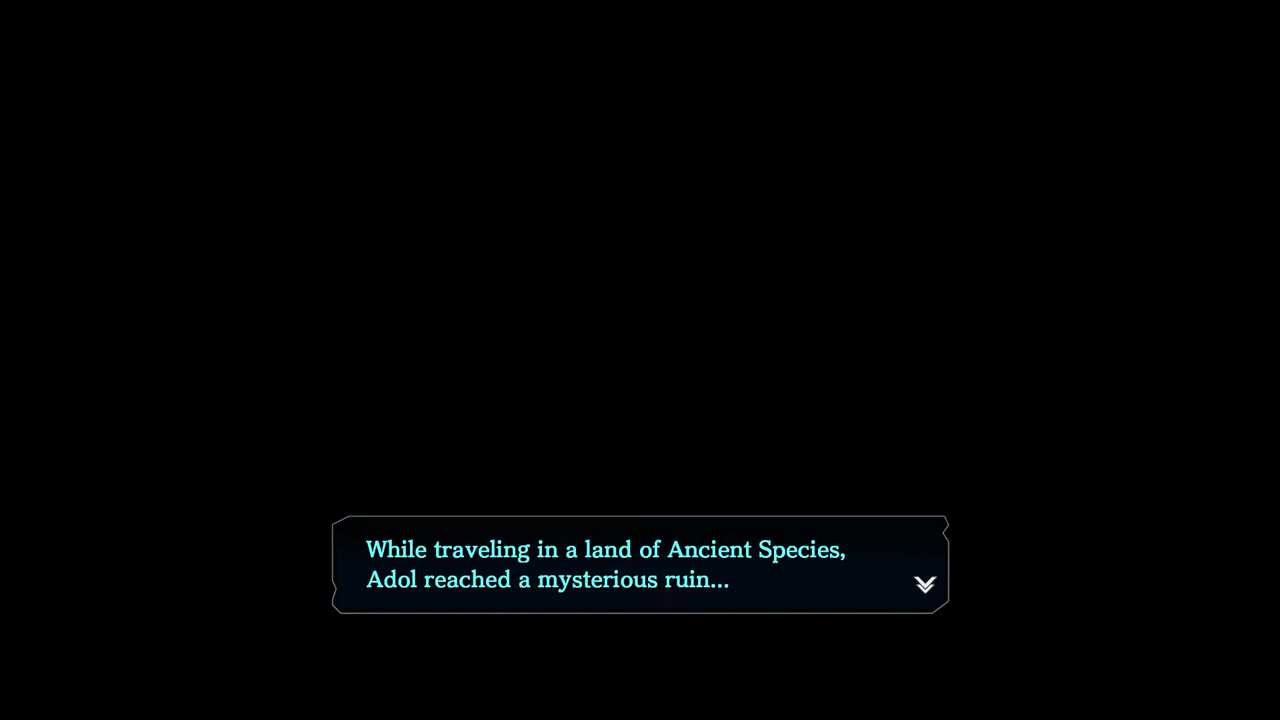 While traveling in a land of Ancient Species,
Adol reached a mysterious ruin...